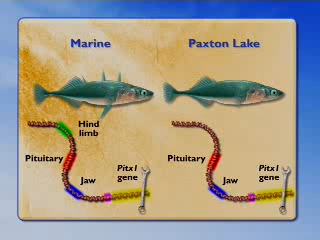 Marine
Paxton Lake
Hind
limb
Pituitary
Jaw
Pitx1
gene
Pituitary
Jaw
Pitx1
gene